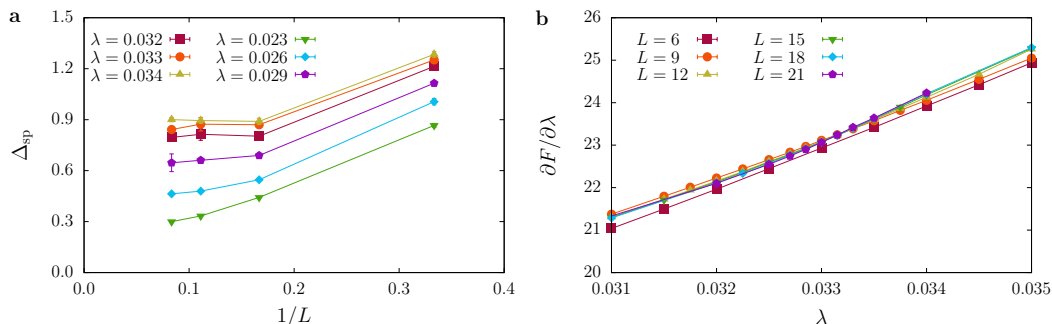 a
1.5
1.2
0.9
0.6
0.3
0.0
Δsp
λ = 0.032
λ = 0.033
λ = 0.034
λ = 0.023
λ = 0.026
λ = 0.029
0.0 0.1 0.2 0.3 0.4
1/L
b
26
25
24
23
22
21
20
∂F/∂λ
L = 6
L = 9
L = 12
L = 15
L = 18
L = 21
0.031 0.032 0.033 0.034 0.035
λ